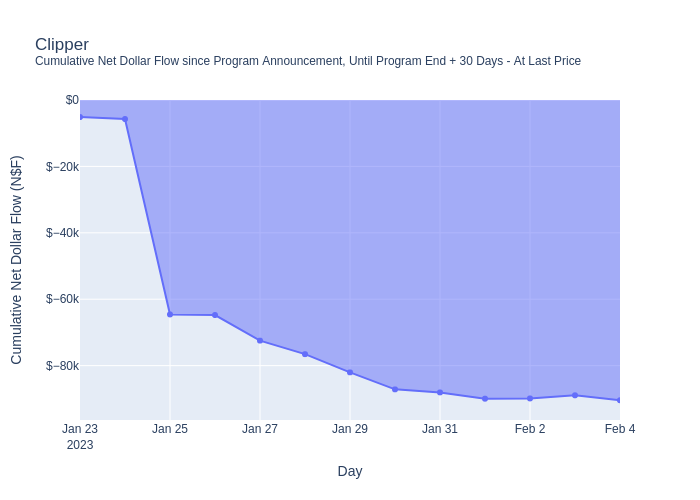 Clipper
Cumulative Net Dollar Flow since Program Announcement, Until Program End + 30 Days - At Last Price
Cumulative Net Dollar Flow (N$F)
$0
$−20k
$−40k
$−60k
$−80k
Jan 23
2023
Jan 25
Jan 27
Jan 29
Jan 31
Feb 2
Feb 4
Day